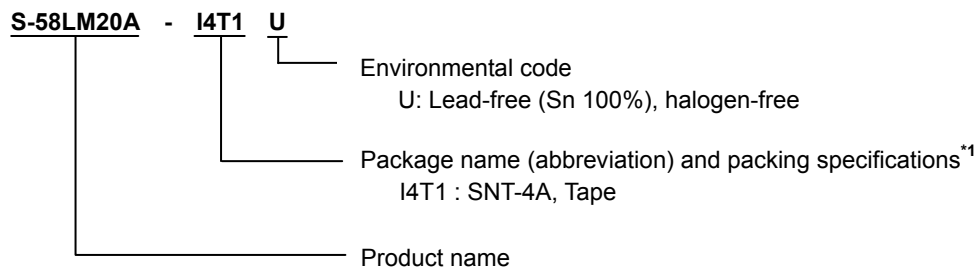 S-58LM20A - I4T1 U
Environmental code
U: Lead-free (Sn 100%), halogen-free
Package name (abbreviation) and packing specifications*1
I4T1 : SNT-4A, Tape
Product name